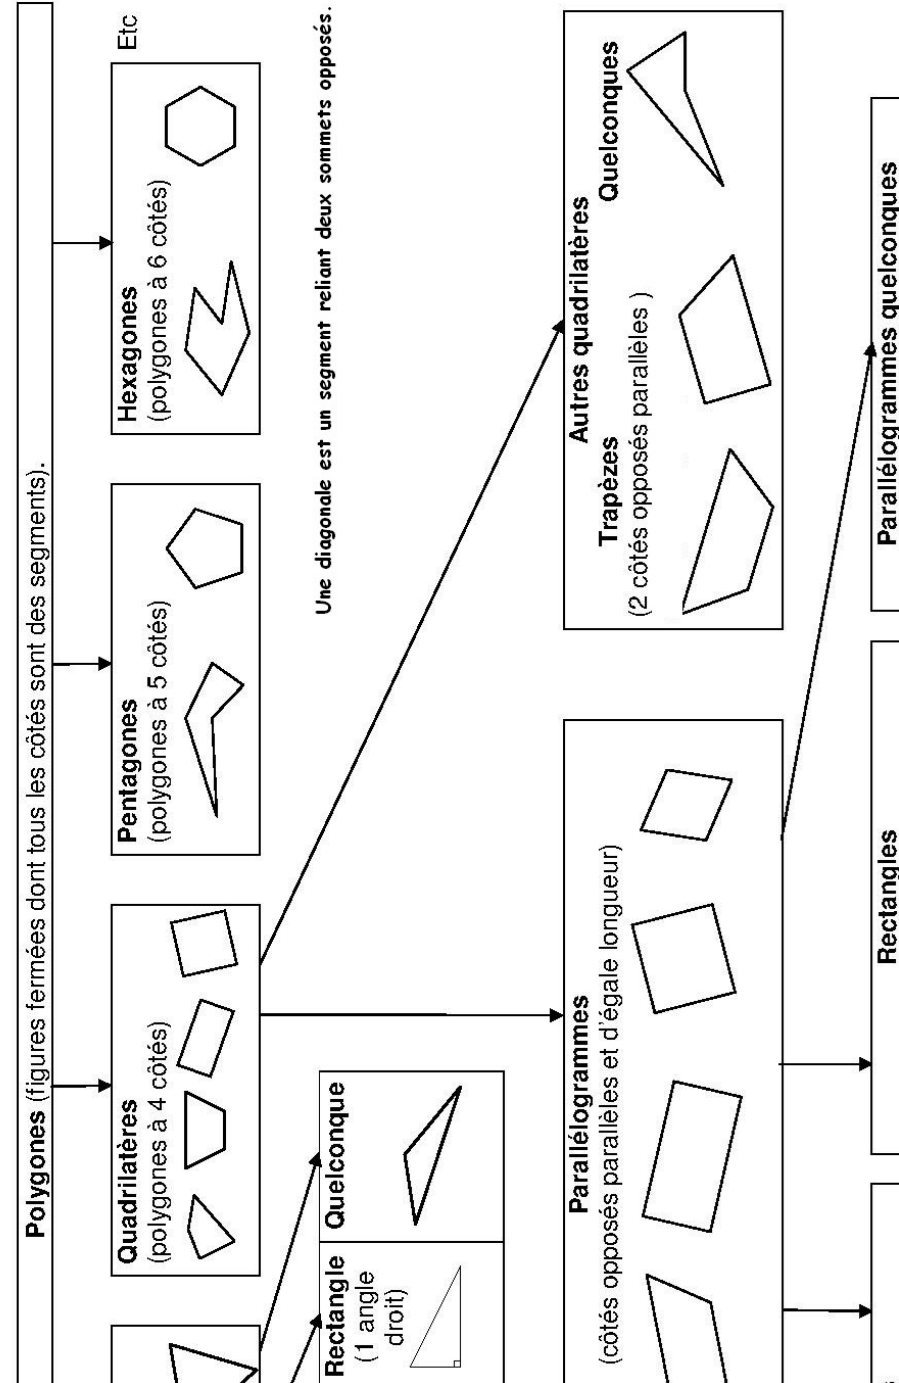 Polygones (figures fermées dont tous les côtés sont des segments).
Quadrilatères
(polygones à 4 côtés)
Pentagones
(polygones à 5 côtés)
Hexagones
(polygones à 6 côtés)
Etc
Une diagonale est un segment reliant deux sommets opposés.
Rectangle
(1 angle
droit)
Quelconque
Parallélogrammes
(côtés opposés parallèles et d'égale longueur)
Autres quadrilatères
Trapèzes
(2 côtés opposés parallèles )
Quelconques
Rectangles
Parallélogrammes quelconques